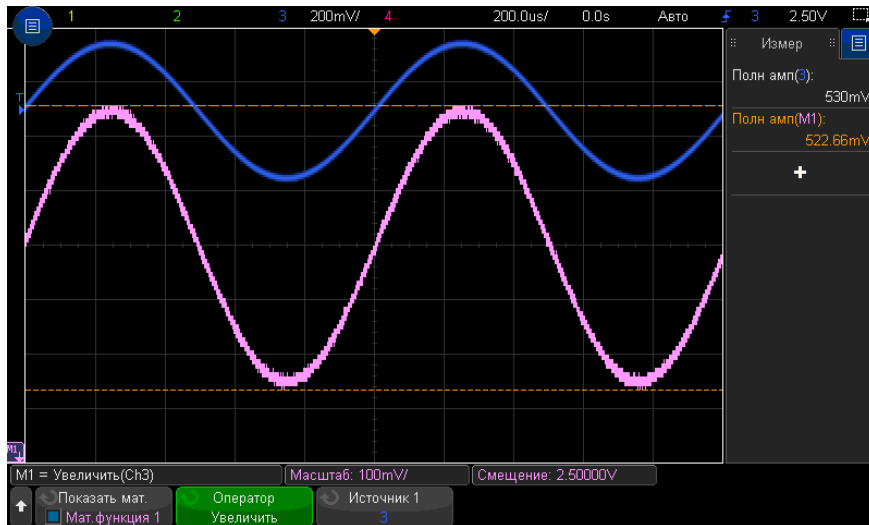 1 2 3 200mV/ 4 200.0us/ 0.0s Авто 3 2.50V
Измер
Полн амп(3):
530mV
Полн амп(M1):
522.66mV
+
T
M1
M1 = Увеличить(Ch3) Масштаб: 100mV/ Смещение: 2.50000V
Показать мат. Оператор Источник 1
Мат.функция 1 Увеличить 3